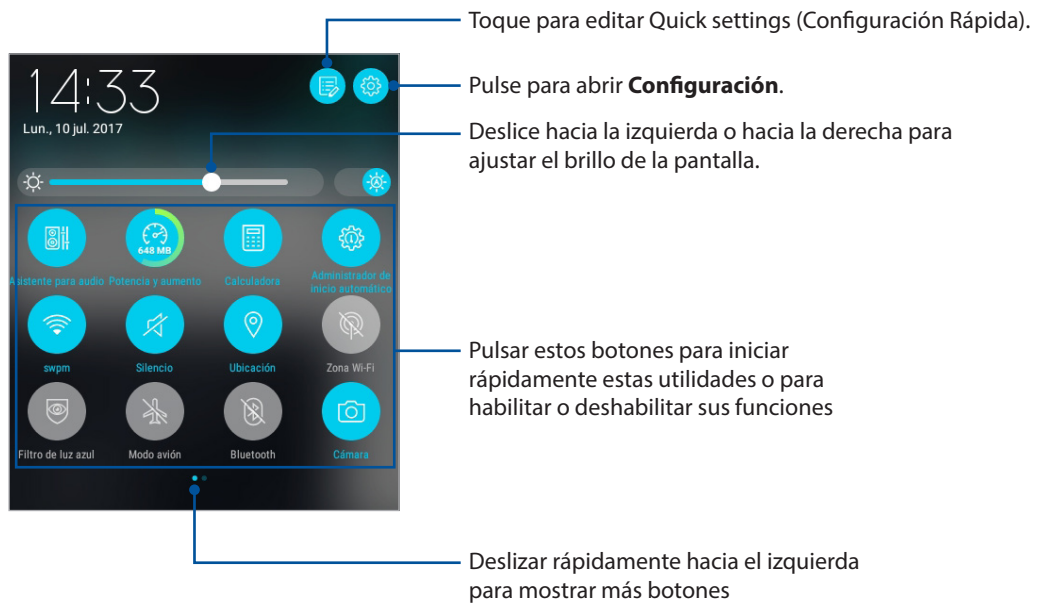 Toque para editar Quick settings (Configuración Rápida).
14:33
Lun., 10 jul. 2017
Pulse para abrir Configuración.
Deslice hacia la izquierda o hacia la derecha para
ajustar el brillo de la pantalla.
648 MB
Asistente para audio
Potencia y aumento
Calculadora
Administrador de
inicio automático
swpm
Silencio
Ubicación
Zona Wi-Fi
Pulsar estos botones para iniciar
rápidamente estas utilidades o para
habilitar o deshabilitar sus funciones
Filtro de luz azul
Modo avión
Bluetooth
Cámara
Deslizar rápidamente hacia el izquierda
para mostrar más botones